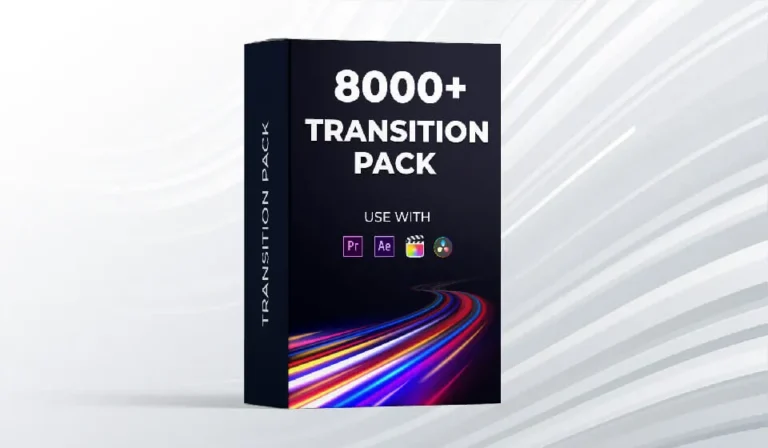 8000+
TRANSITION
PACK
USE WITH
Pr Ae
TRANSITION PACK